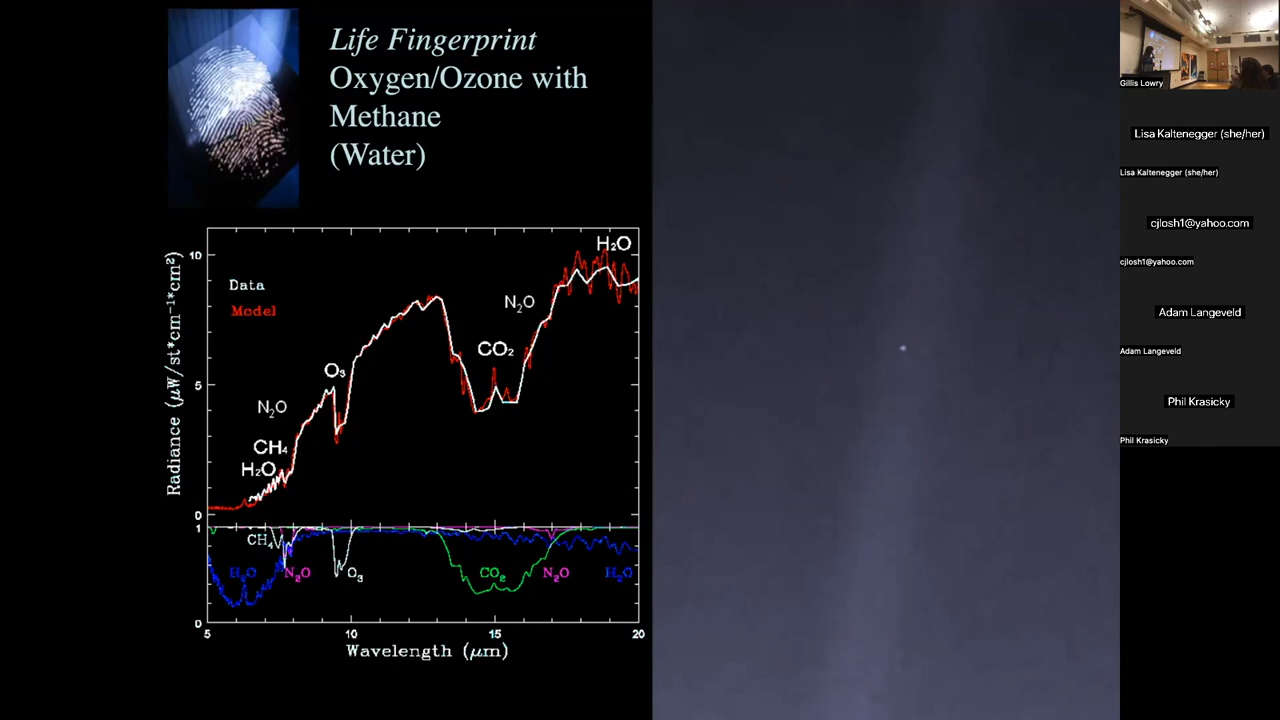 Life Fingerprint
Oxygen/Ozone with
Methane
(Water)
Radiance (μW/st*cm⁻¹*cm²)
10
5
0
Data
Model
H₂O
N₂O
CO₂
O₃
N₂O
CH₄
H₂O
1
0
CH₄
H₂O
N₂O
O₃
CO₂
N₂O
H₂O
5
10
15
20
Wavelength (μm)
Gillis Lowry
Lisa Kaltenegger (she/her)
Lisa Kaltenegger (she/her)
cjlosh1@yahoo.com
cjlosh1@yahoo.com
Adam Langeveld
Adam Langeveld
Phil Krasicky
Phil Krasicky